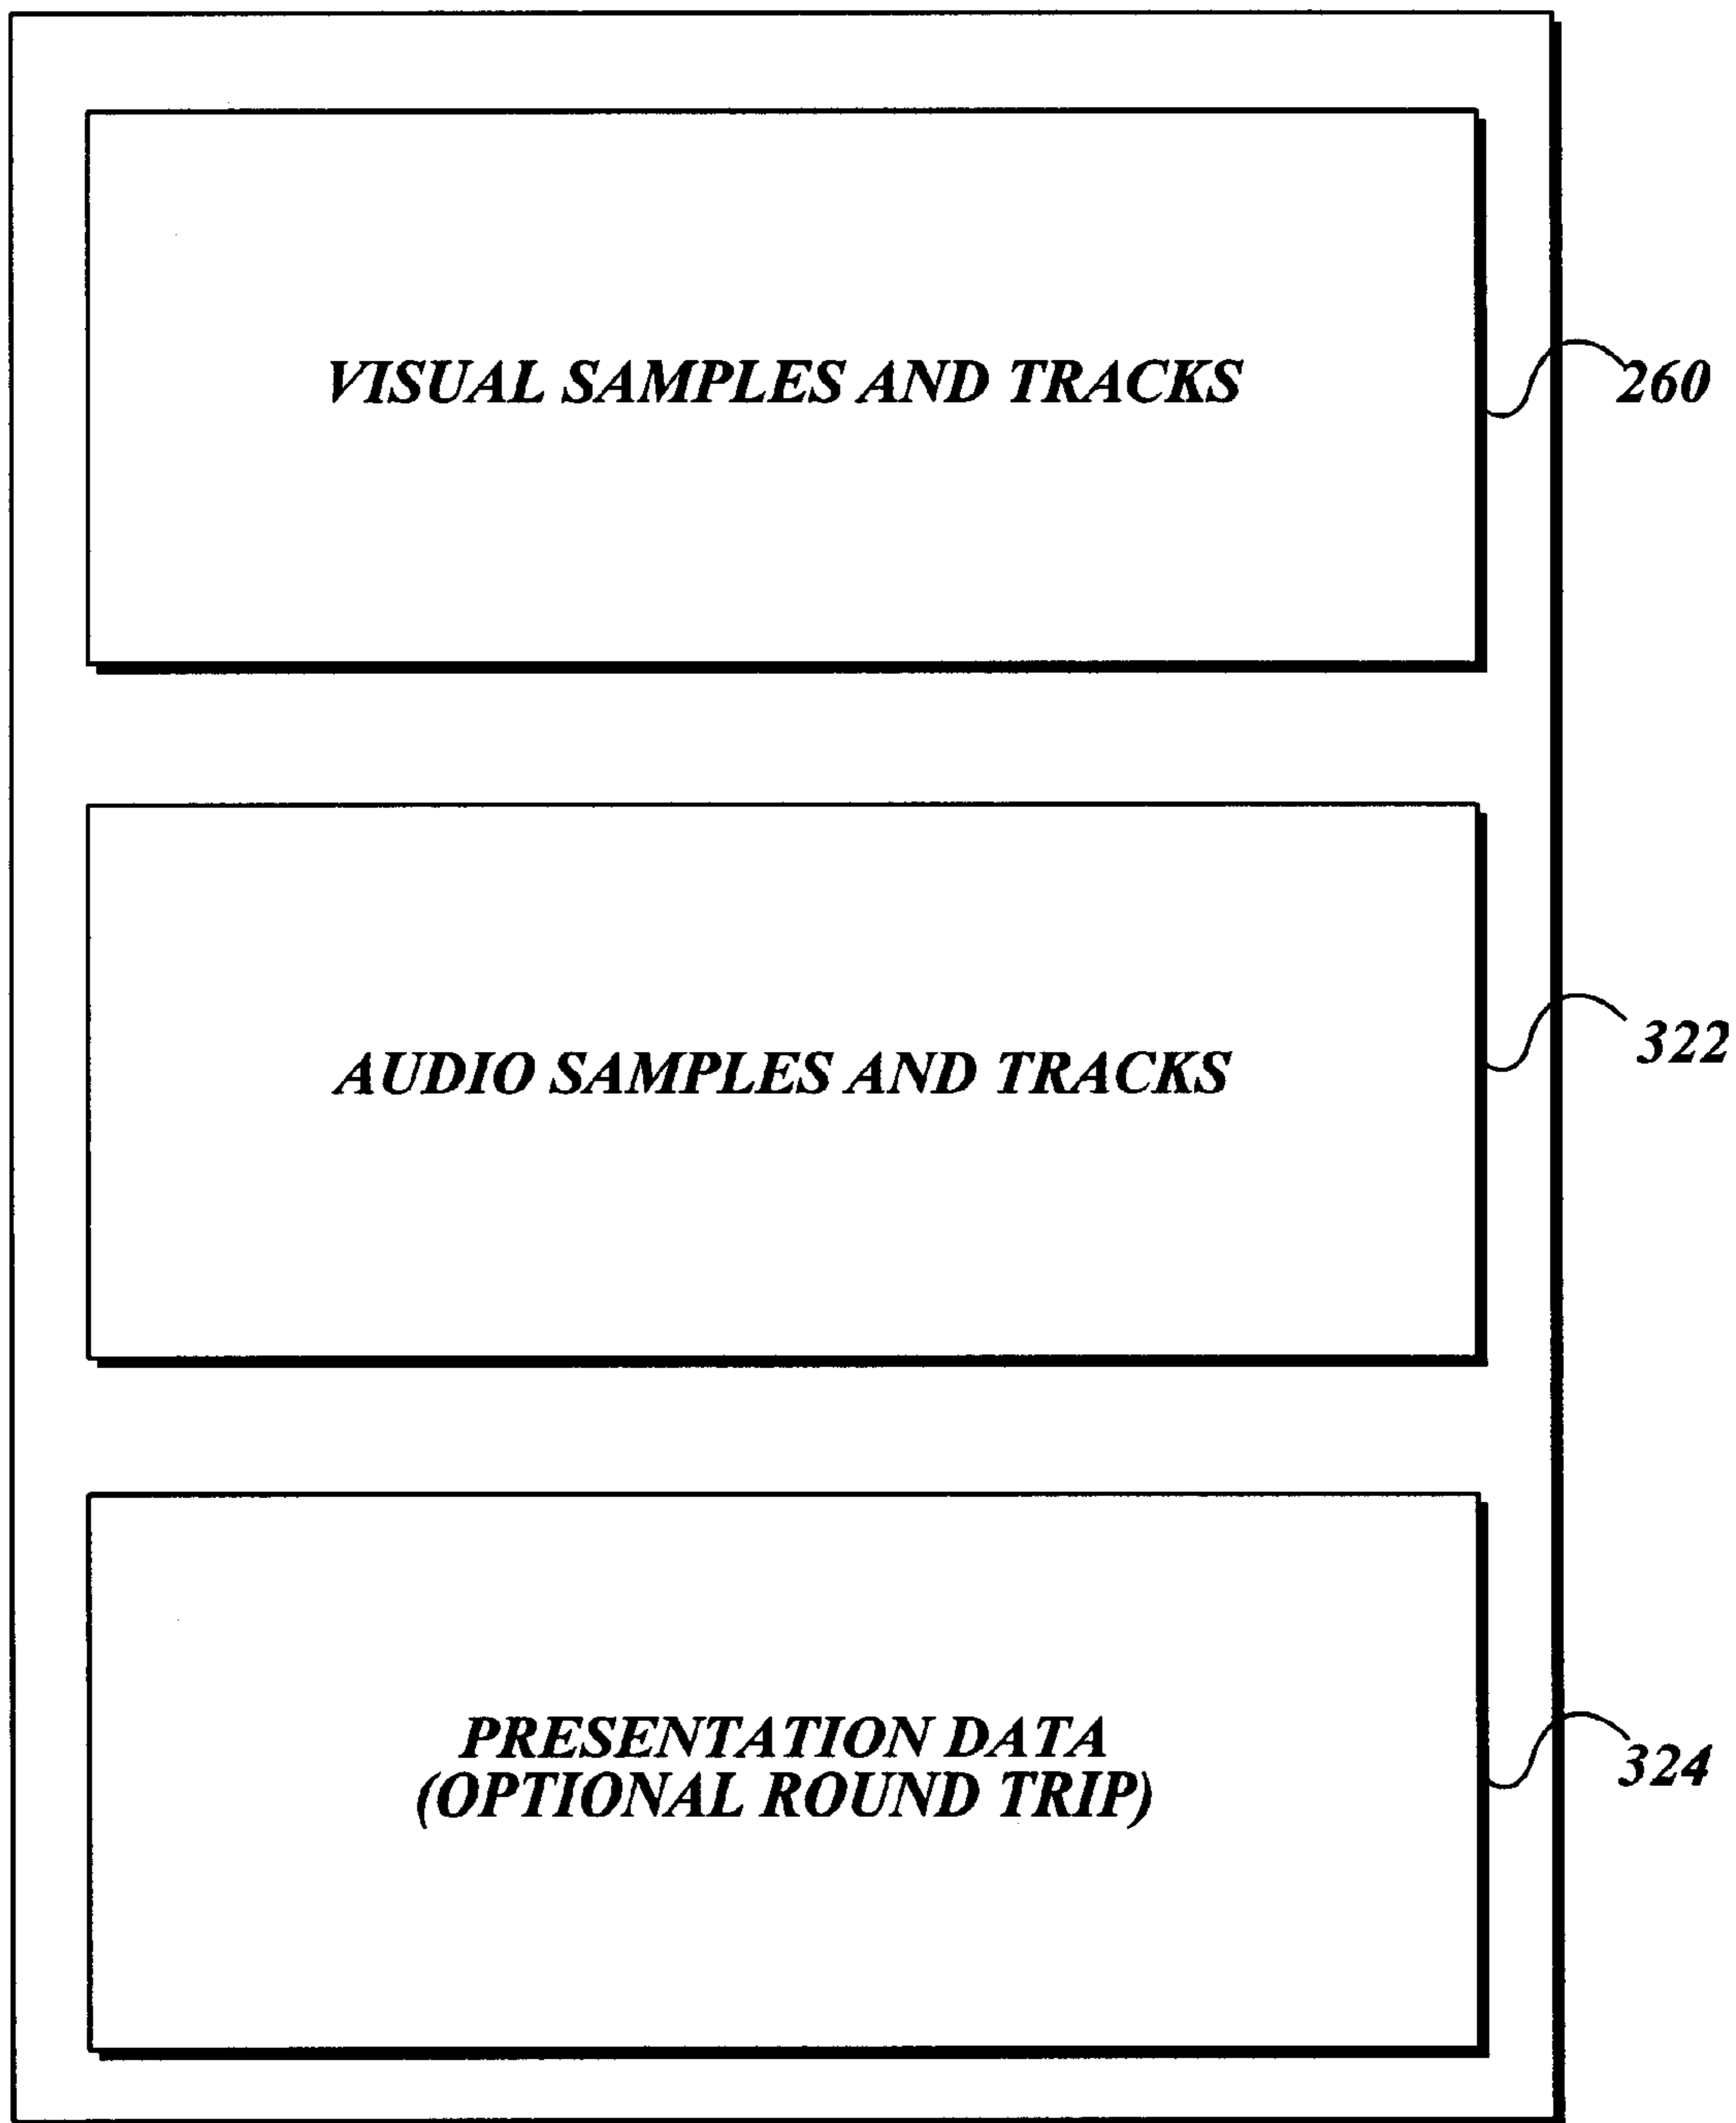 VISUAL SAMPLES AND TRACKS
260
AUDIO SAMPLES AND TRACKS
322
PRESENTATION DATA
(OPTIONAL ROUND TRIP)
324